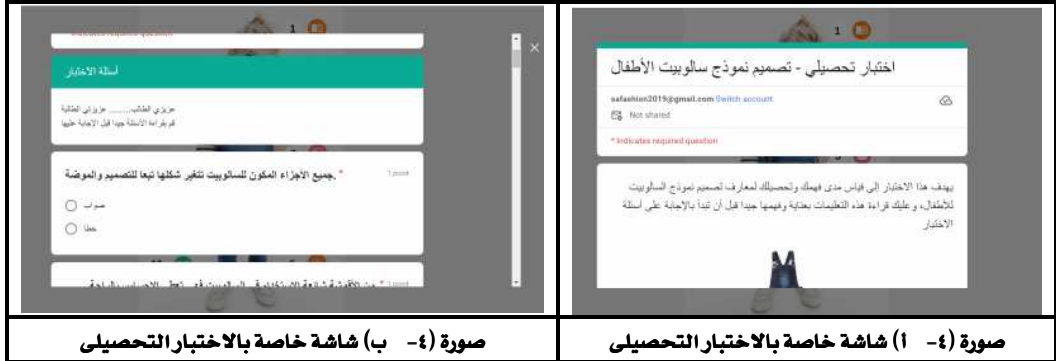 1
اختبار تحصيلي - تصميم نموذج سالوبيت الأطفال
safashion2019@gmail.com Switch account
Not shared
* Indicates required question
يهدف هذا الاختبار إلى قياس مدى فهمك وتحصيلك لمعارف تصميم نموذج السالوبيت
للأطفال، وعليك قراءة هذه التعليمات بعناية وفهمها جيدا قبل أن تبدأ بالإجابة على أسئلة
الاختبار
صورة (٤- أ) شاشة خاصة بالاختبار التحصيلى
1
أسئلة الاختبار
عزيزي الطالب......... عزيزتي الطالبة
قم بقراءة الأسئلة جيدا قبل الإجابة عليها
.جميع الأجزاء المكون للسالوبيت تتغير شكلها تبعا للتصميم والموضة *
1 point
صواب
خطا
صورة (٤- ب) شاشة خاصة بالاختبار التحصيلى